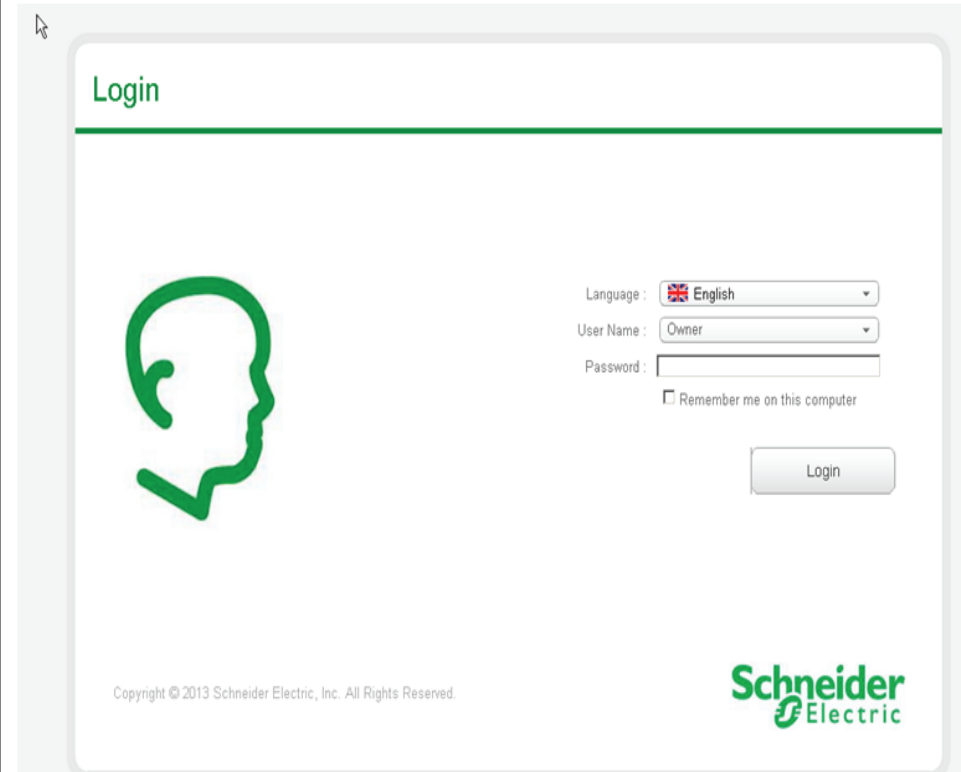 Login
Language : English
User Name : Owner
Password :
Remember me on this computer
Login
Copyright © 2013 Schneider Electric, Inc. All Rights Reserved.
Schneider
Electric